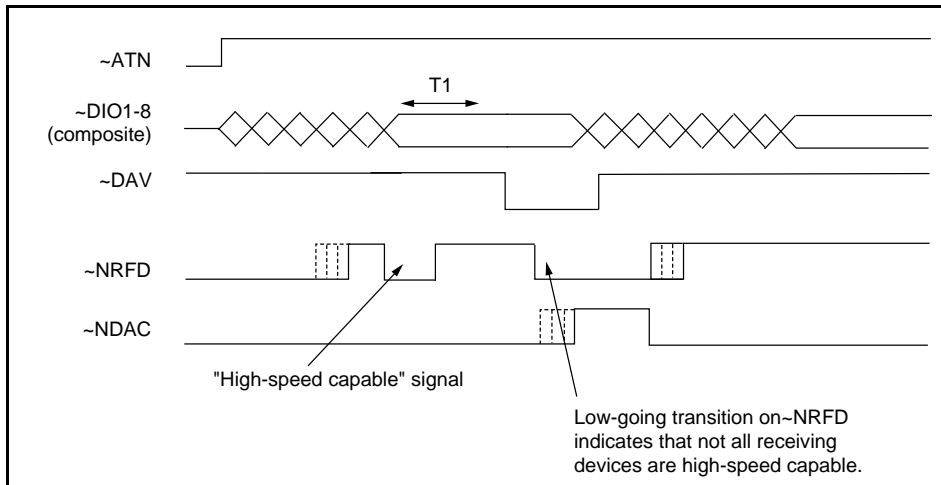 ~ATN
T1
~DIO1-8
(composite)
~DAV
~NRFD
~NDAC
"High-speed capable" signal
Low-going transition on~NRFD
indicates that not all receiving
devices are high-speed capable.